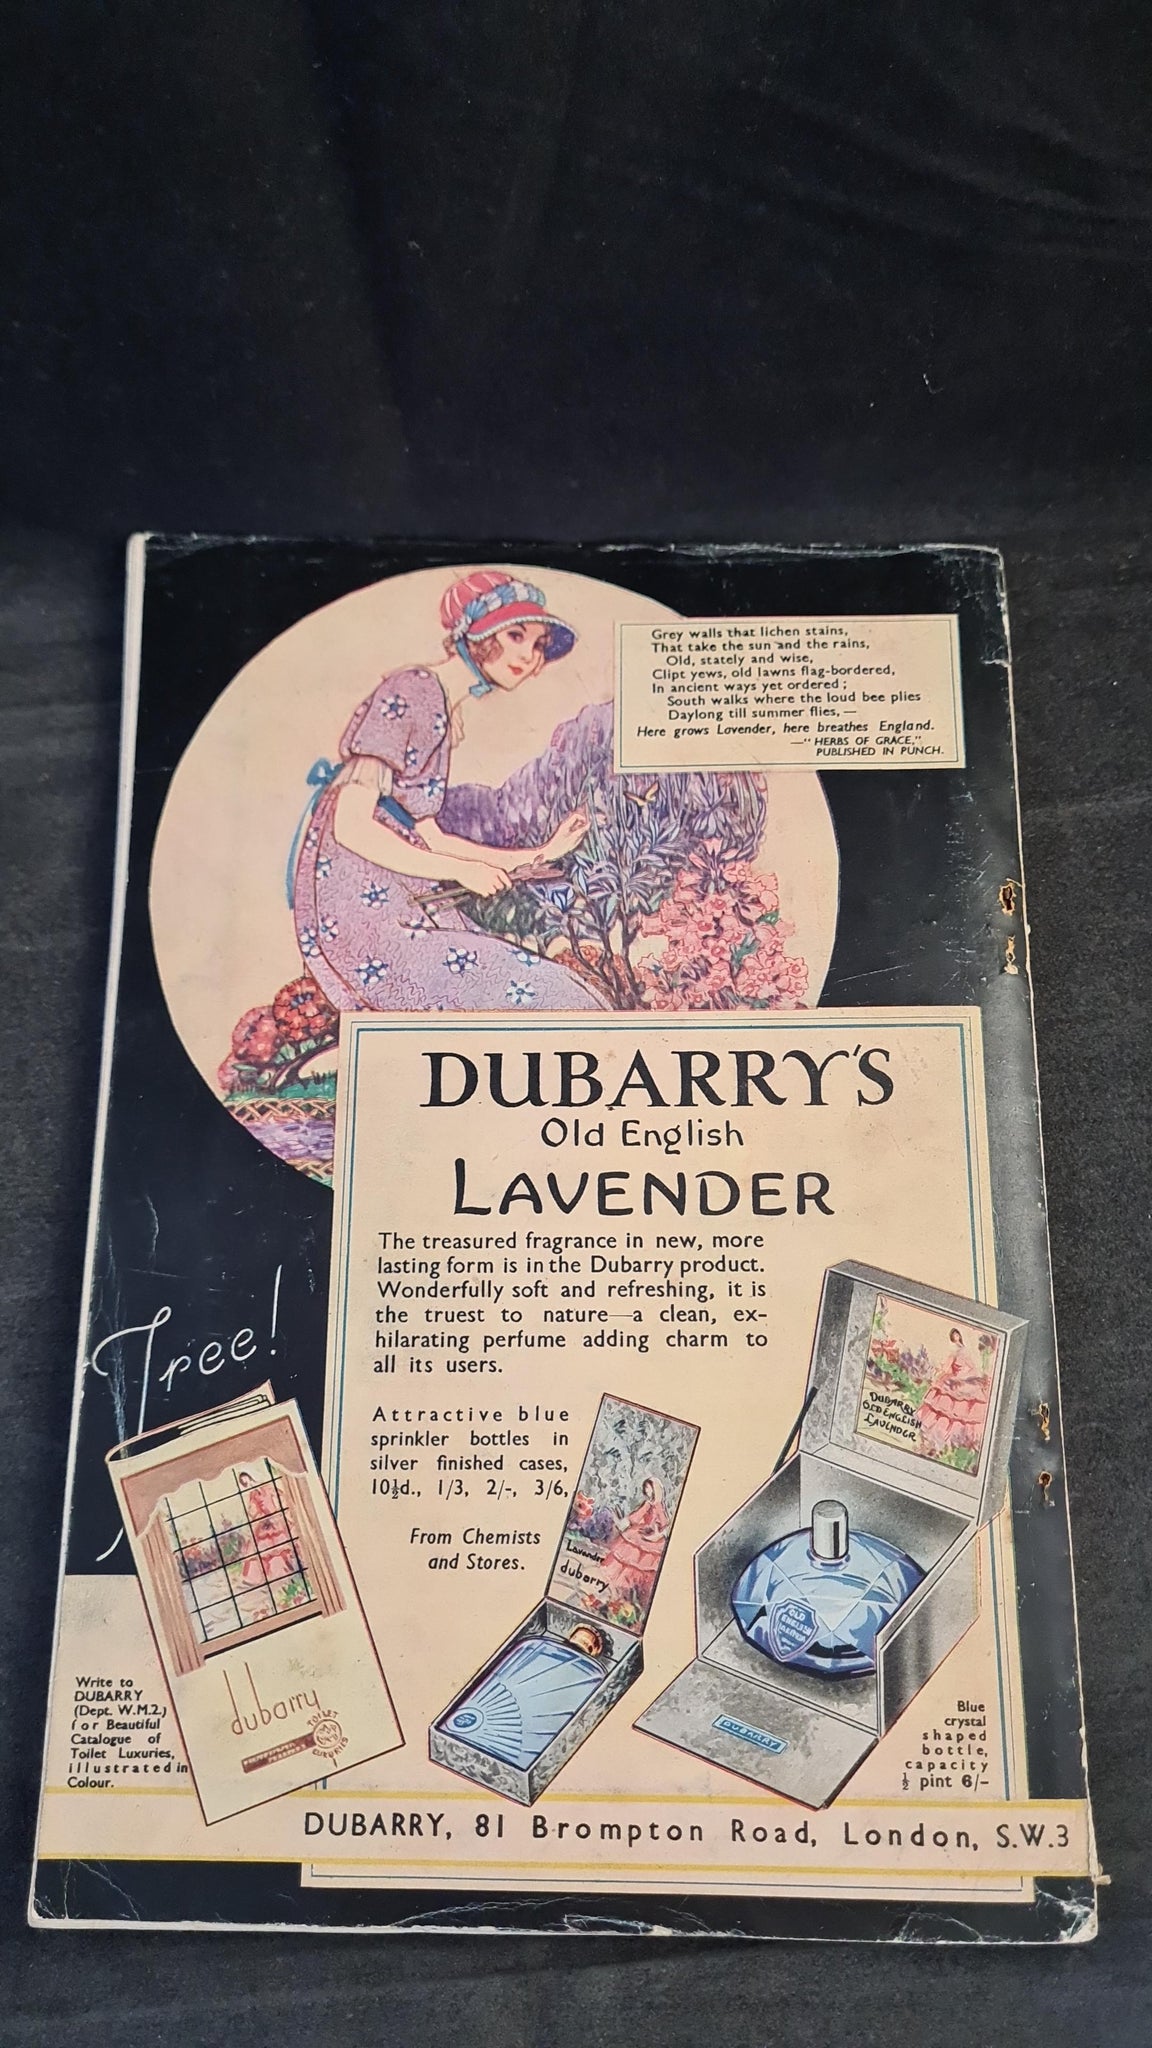 Grey walls that lichen stains,
That take the sun and the rains,
Old, stately and wise,
Clipt yews, old lawns flag-bordered,
In ancient ways yet ordered;
South walks where the loud bee plies
Daylong till summer flies,—
Here grows Lavender, here breathes England.
—"HERBS OF GRACE,"
PUBLISHED IN PUNCH.
DUBARRY'S
Old English
LAVENDER
The treasured fragrance in new, more
lasting form is in the Dubarry product.
Wonderfully soft and refreshing, it is
the truest to nature—a clean, ex-
hilarating perfume adding charm to
all its users.
Attractive blue
sprinkler bottles in
silver finished cases,
10½d., 1/3, 2/-, 3/6,
From Chemists
and Stores.
Free!
dubarry
TOILET
LUXURIES
Write to
DUBARRY
(Dept. W.M.2.)
for Beautiful
Catalogue of
Toilet Luxuries,
illustrated in
Colour.
Lavender
dubarry
DUBARRY
OLD ENGLISH
LAVENDER
OLD
ENGLISH
DUBARRY
Blue
crystal
shaped
bottle,
capacity
½ pint 6/-
DUBARRY, 81 Brompton Road, London, S.W.3